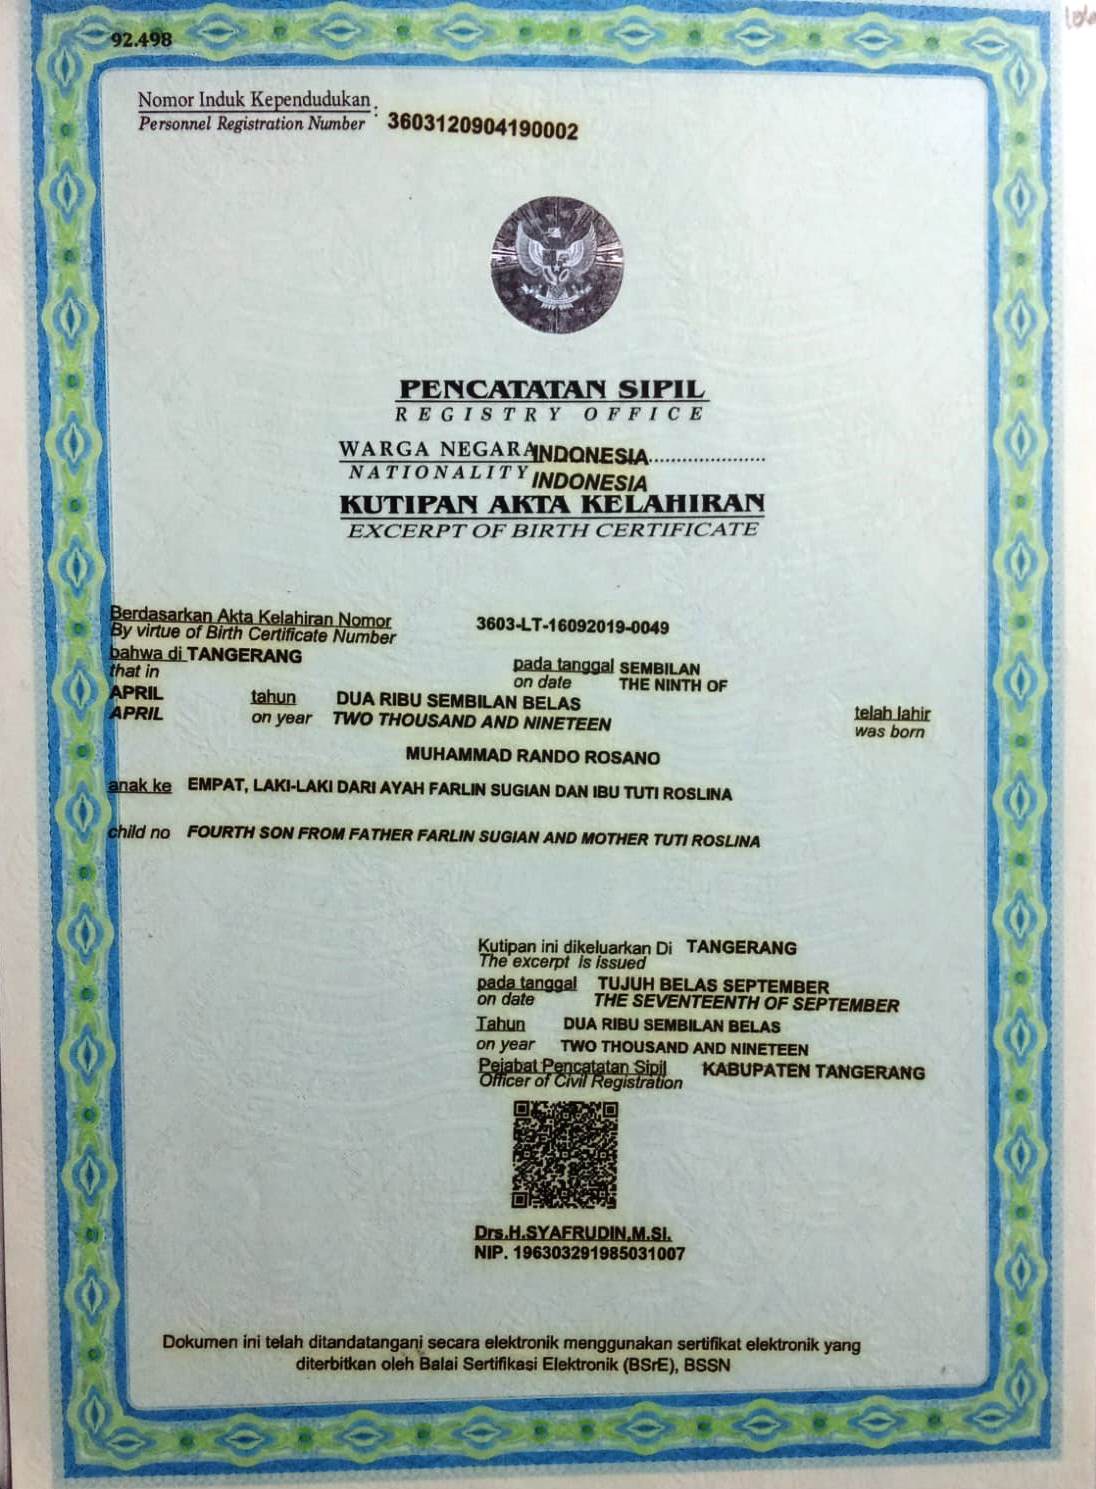 92.498
Nomor Induk Kependudukan
Personnel Registration Number : 3603120904190002
PENCATATAN SIPIL
REGISTRY OFFICE
WARGA NEGARA INDONESIA.....................
NATIONALITY INDONESIA
KUTIPAN AKTA KELAHIRAN
EXCERPT OF BIRTH CERTIFICATE
Berdasarkan Akta Kelahiran Nomor 3603-LT-16092019-0049
By virtue of Birth Certificate Number
bahwa di TANGERANG pada tanggal SEMBILAN
that in on date THE NINTH OF
APRIL tahun DUA RIBU SEMBILAN BELAS telah lahir
APRIL on year TWO THOUSAND AND NINETEEN was born
MUHAMMAD RANDO ROSANO
anak ke EMPAT, LAKI-LAKI DARI AYAH FARLIN SUGIAN DAN IBU TUTI ROSLINA
child no FOURTH SON FROM FATHER FARLIN SUGIAN AND MOTHER TUTI ROSLINA
Kutipan ini dikeluarkan Di TANGERANG
The excerpt is issued
pada tanggal TUJUH BELAS SEPTEMBER
on date THE SEVENTEENTH OF SEPTEMBER
Tahun DUA RIBU SEMBILAN BELAS
on year TWO THOUSAND AND NINETEEN
Pejabat Pencatatan Sipil KABUPATEN TANGERANG
Officer of Civil Registration
Drs.H.SYAFRUDIN,M.SI.
NIP. 196303291985031007
Dokumen ini telah ditandatangani secara elektronik menggunakan sertifikat elektronik yang
diterbitkan oleh Balai Sertifikasi Elektronik (BSrE), BSSN